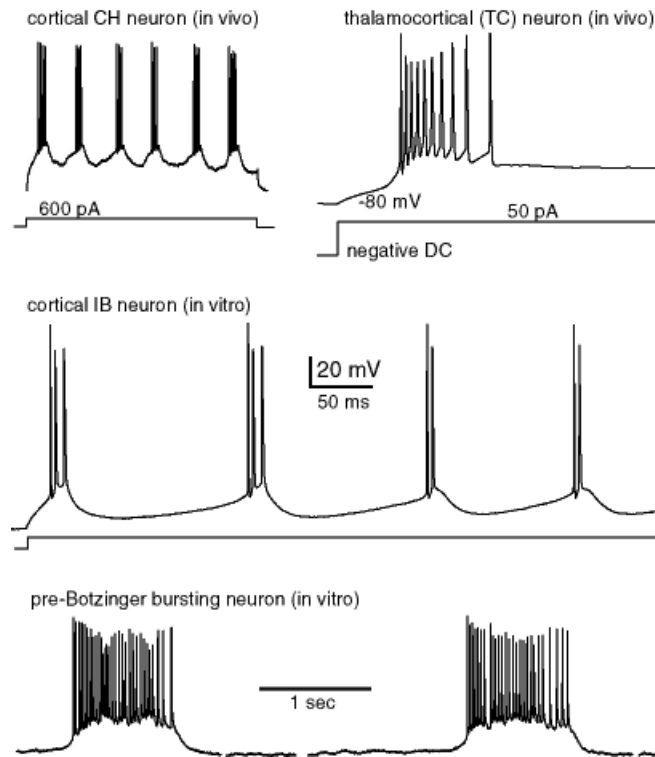 cortical CH neuron (in vivo)
thalamocortical (TC) neuron (in vivo)
600 pA
-80 mV
50 pA
negative DC
cortical IB neuron (in vitro)
20 mV
50 ms
pre-Botzinger bursting neuron (in vitro)
1 sec